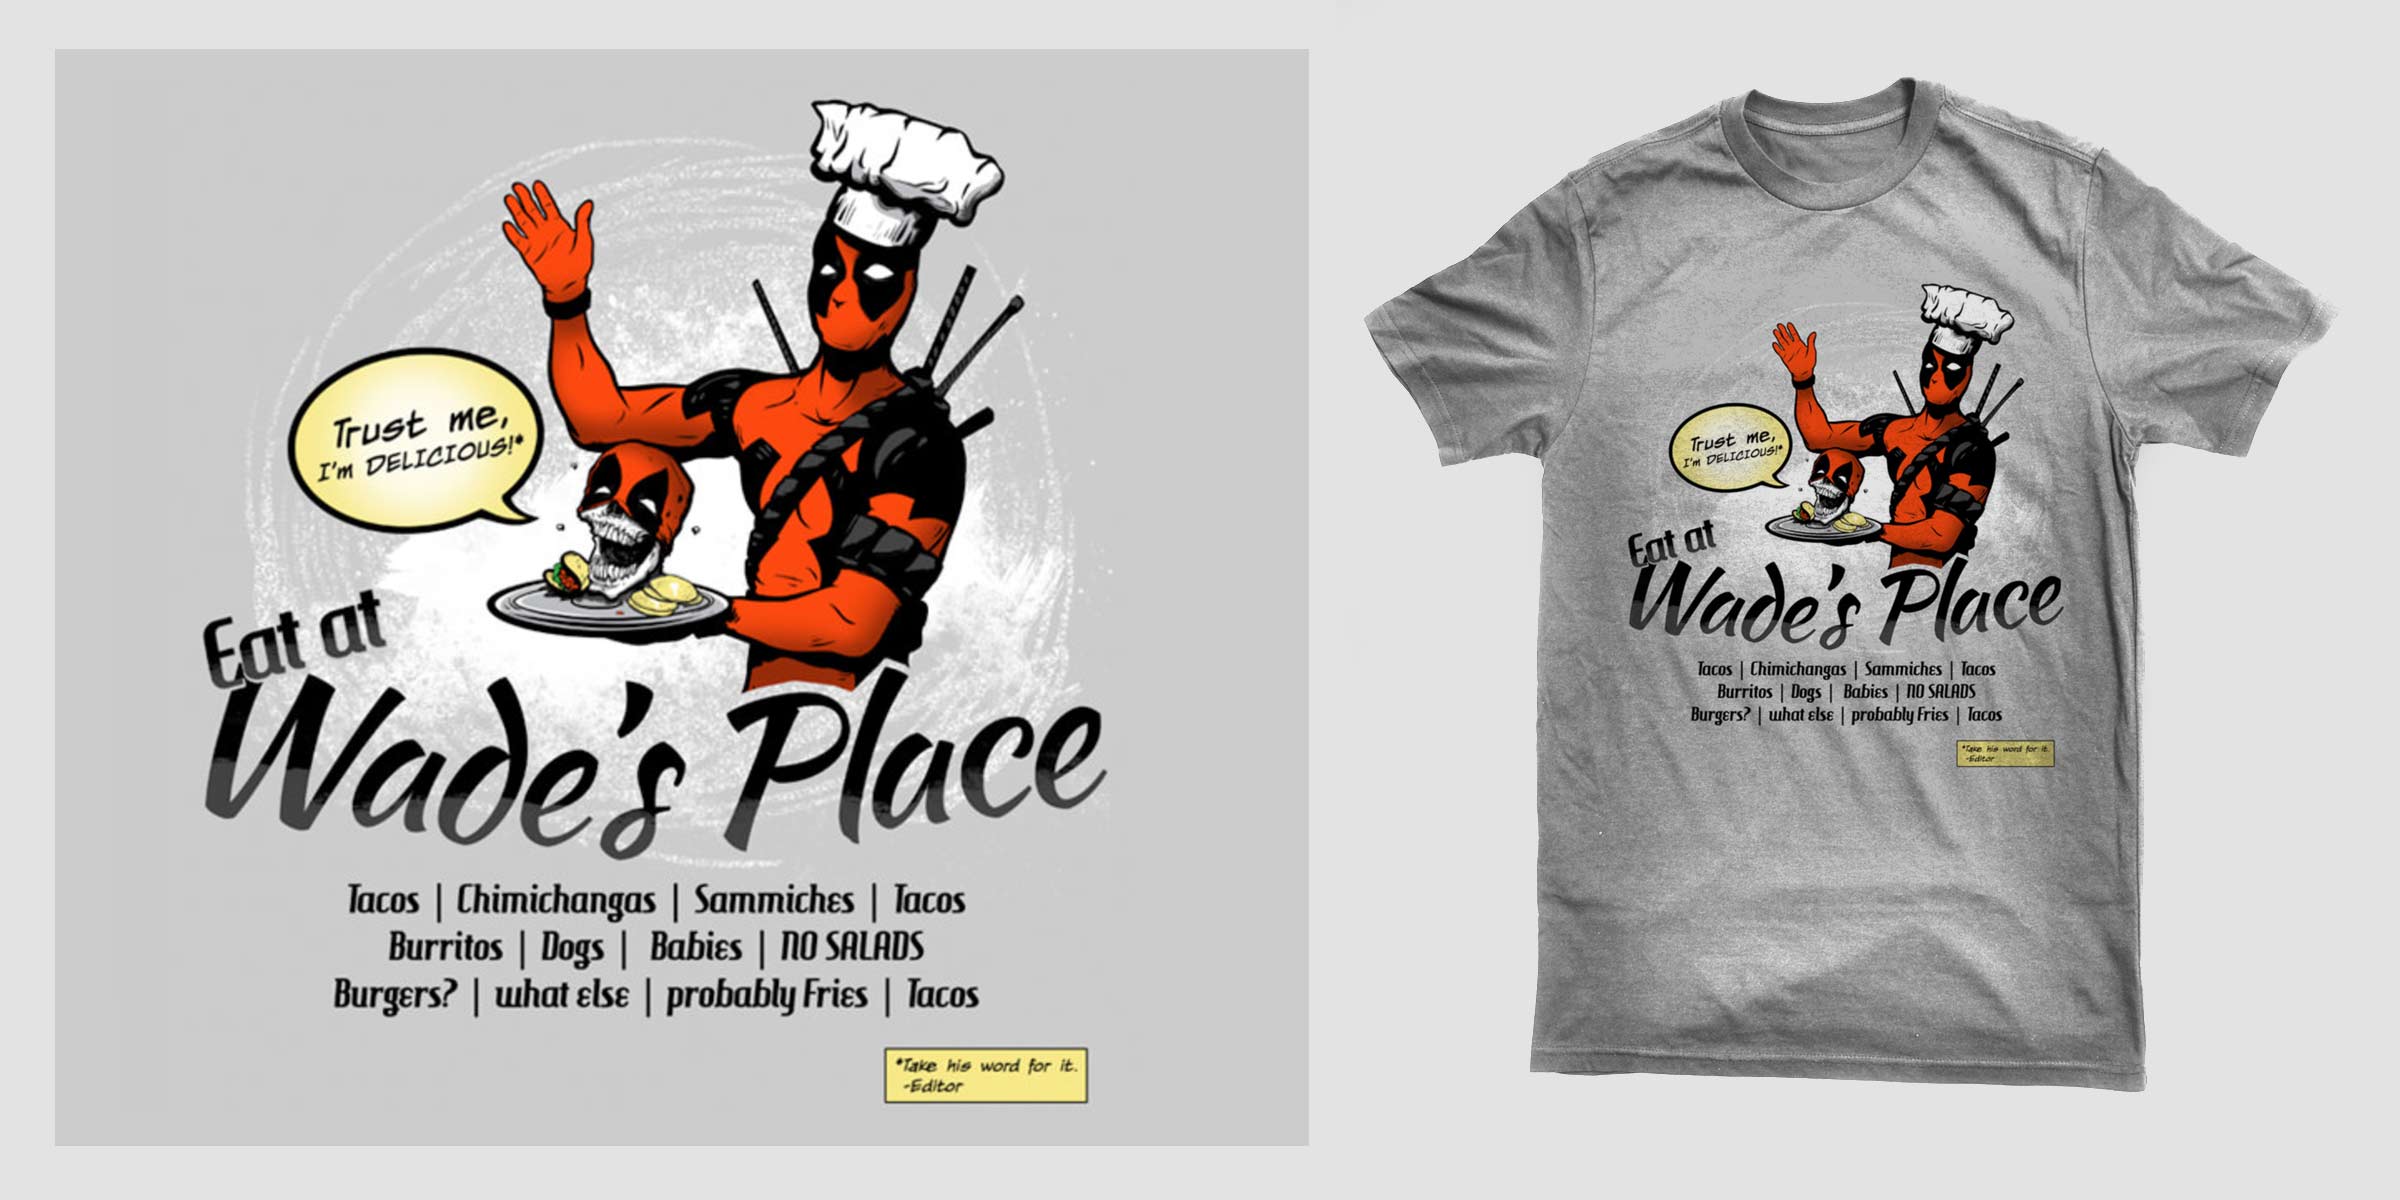 Trust me,
I'm DELICIOUS!*
Eat at
Wade's Place
Tacos | Chimichangas | Sammiches | Tacos
Burritos | Dogs | Babies | NO SALADS
Burgers? | what else | probably Fries | Tacos
*Take his word for it.
-Editor
Trust me,
I'm DELICIOUS!*
Eat at
Wade's Place
Tacos | Chimichangas | Sammiches | Tacos
Burritos | Dogs | Babies | NO SALADS
Burgers? | what else | probably Fries | Tacos
*Take his word for it.
-Editor